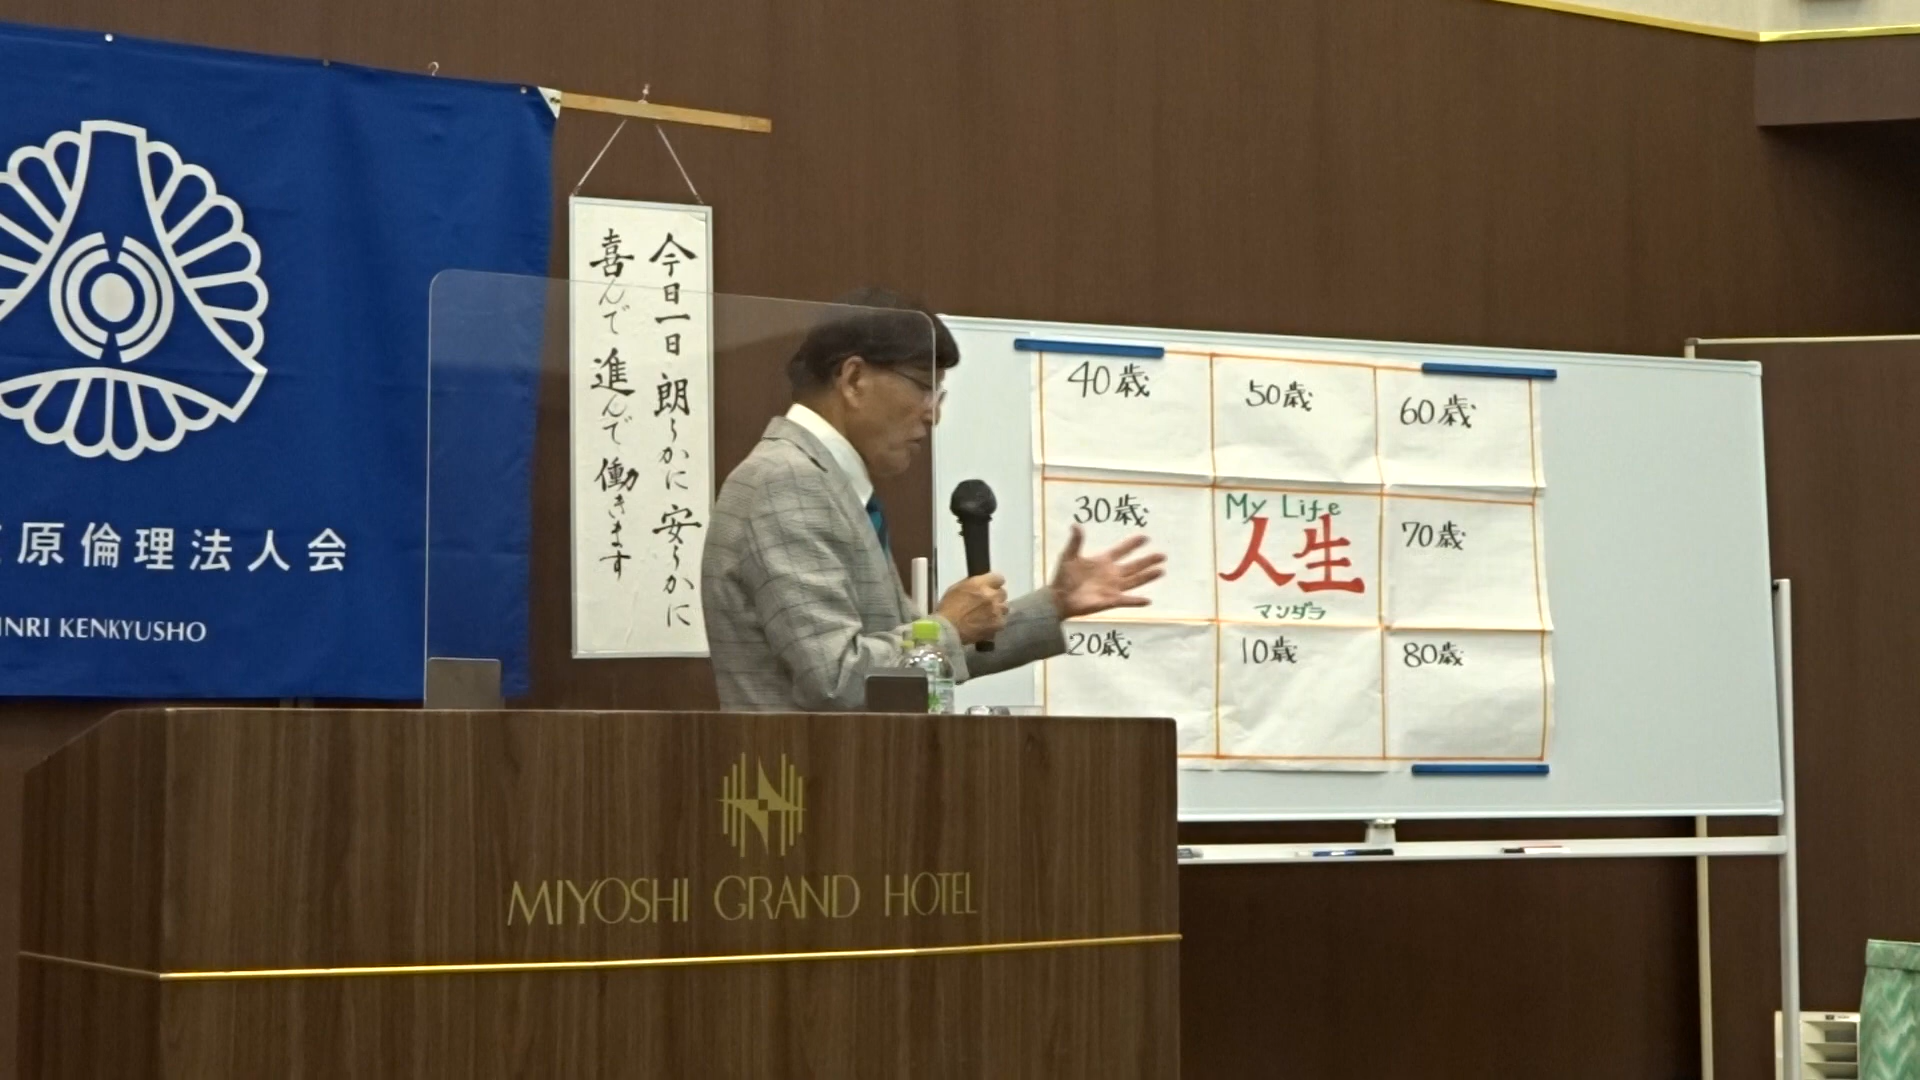 原倫理法人会
INRI KENKYUSHO
今日一日 朗らかに 安らかに
喜んで 進んで 働きます
40歳
50歳
60歳
30歳
My Life
人生
マンダラ
70歳
20歳
10歳
80歳
MIYOSHI GRAND HOTEL